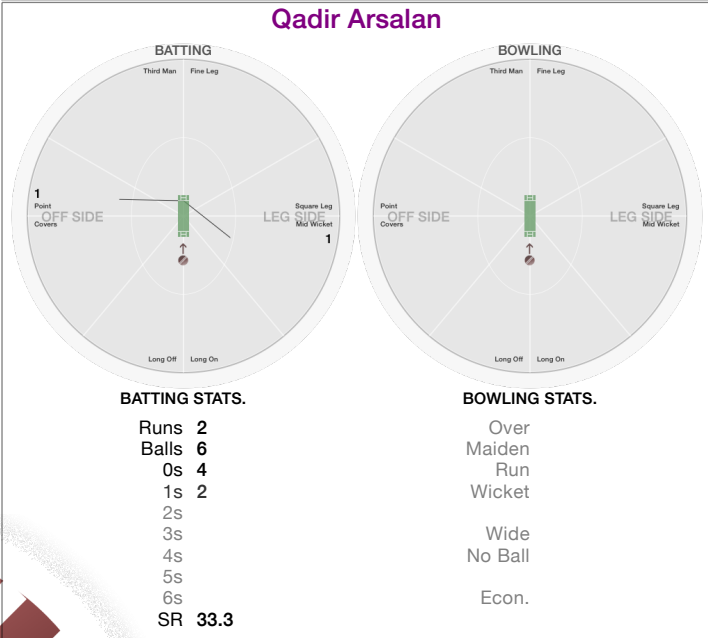 Qadir Arsalan
BATTING
Third Man Fine Leg
1
Point
Covers
OFF SIDE
LEG SIDE
Square Leg
Mid Wicket
1
Long Off Long On
BOWLING
Third Man Fine Leg
Point
Covers
OFF SIDE
LEG SIDE
Square Leg
Mid Wicket
Long Off Long On
BATTING STATS.
Runs 2
Balls 6
0s 4
1s 2
2s
3s
4s
5s
6s
SR 33.3
BOWLING STATS.
Over
Maiden
Run
Wicket
Wide
No Ball
Econ.